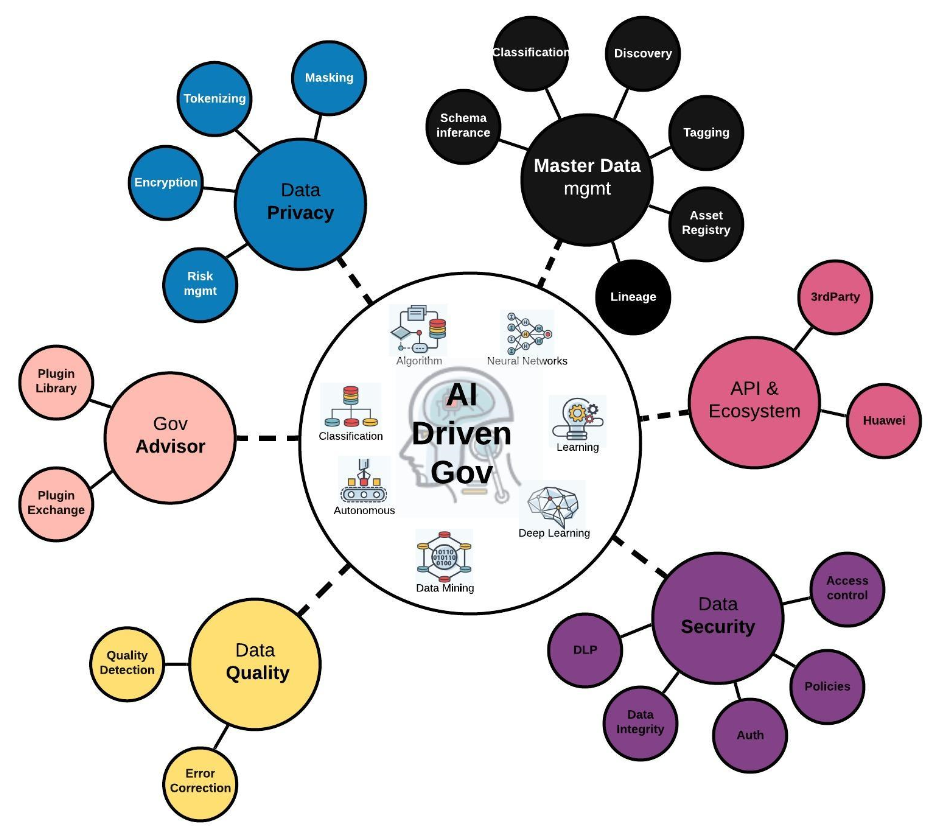 Masking
Tokenizing
Encryption
Risk
mgmt
Data
Privacy
Classification
Discovery
Schema
inferance
Tagging
Master Data
mgmt
Asset
Registry
Lineage
3rdParty
API &
Ecosystem
Huawei
Plugin
Library
Gov
Advisor
Plugin
Exchange
Algorithm
Neural Networks
Classification
AI
Driven
Gov
Learning
Autonomous
Deep Learning
10110
010110
0100
Data Mining
Data
Quality
Quality
Detection
Error
Correction
Data
Security
Access
control
DLP
Policies
Data
Integrity
Auth